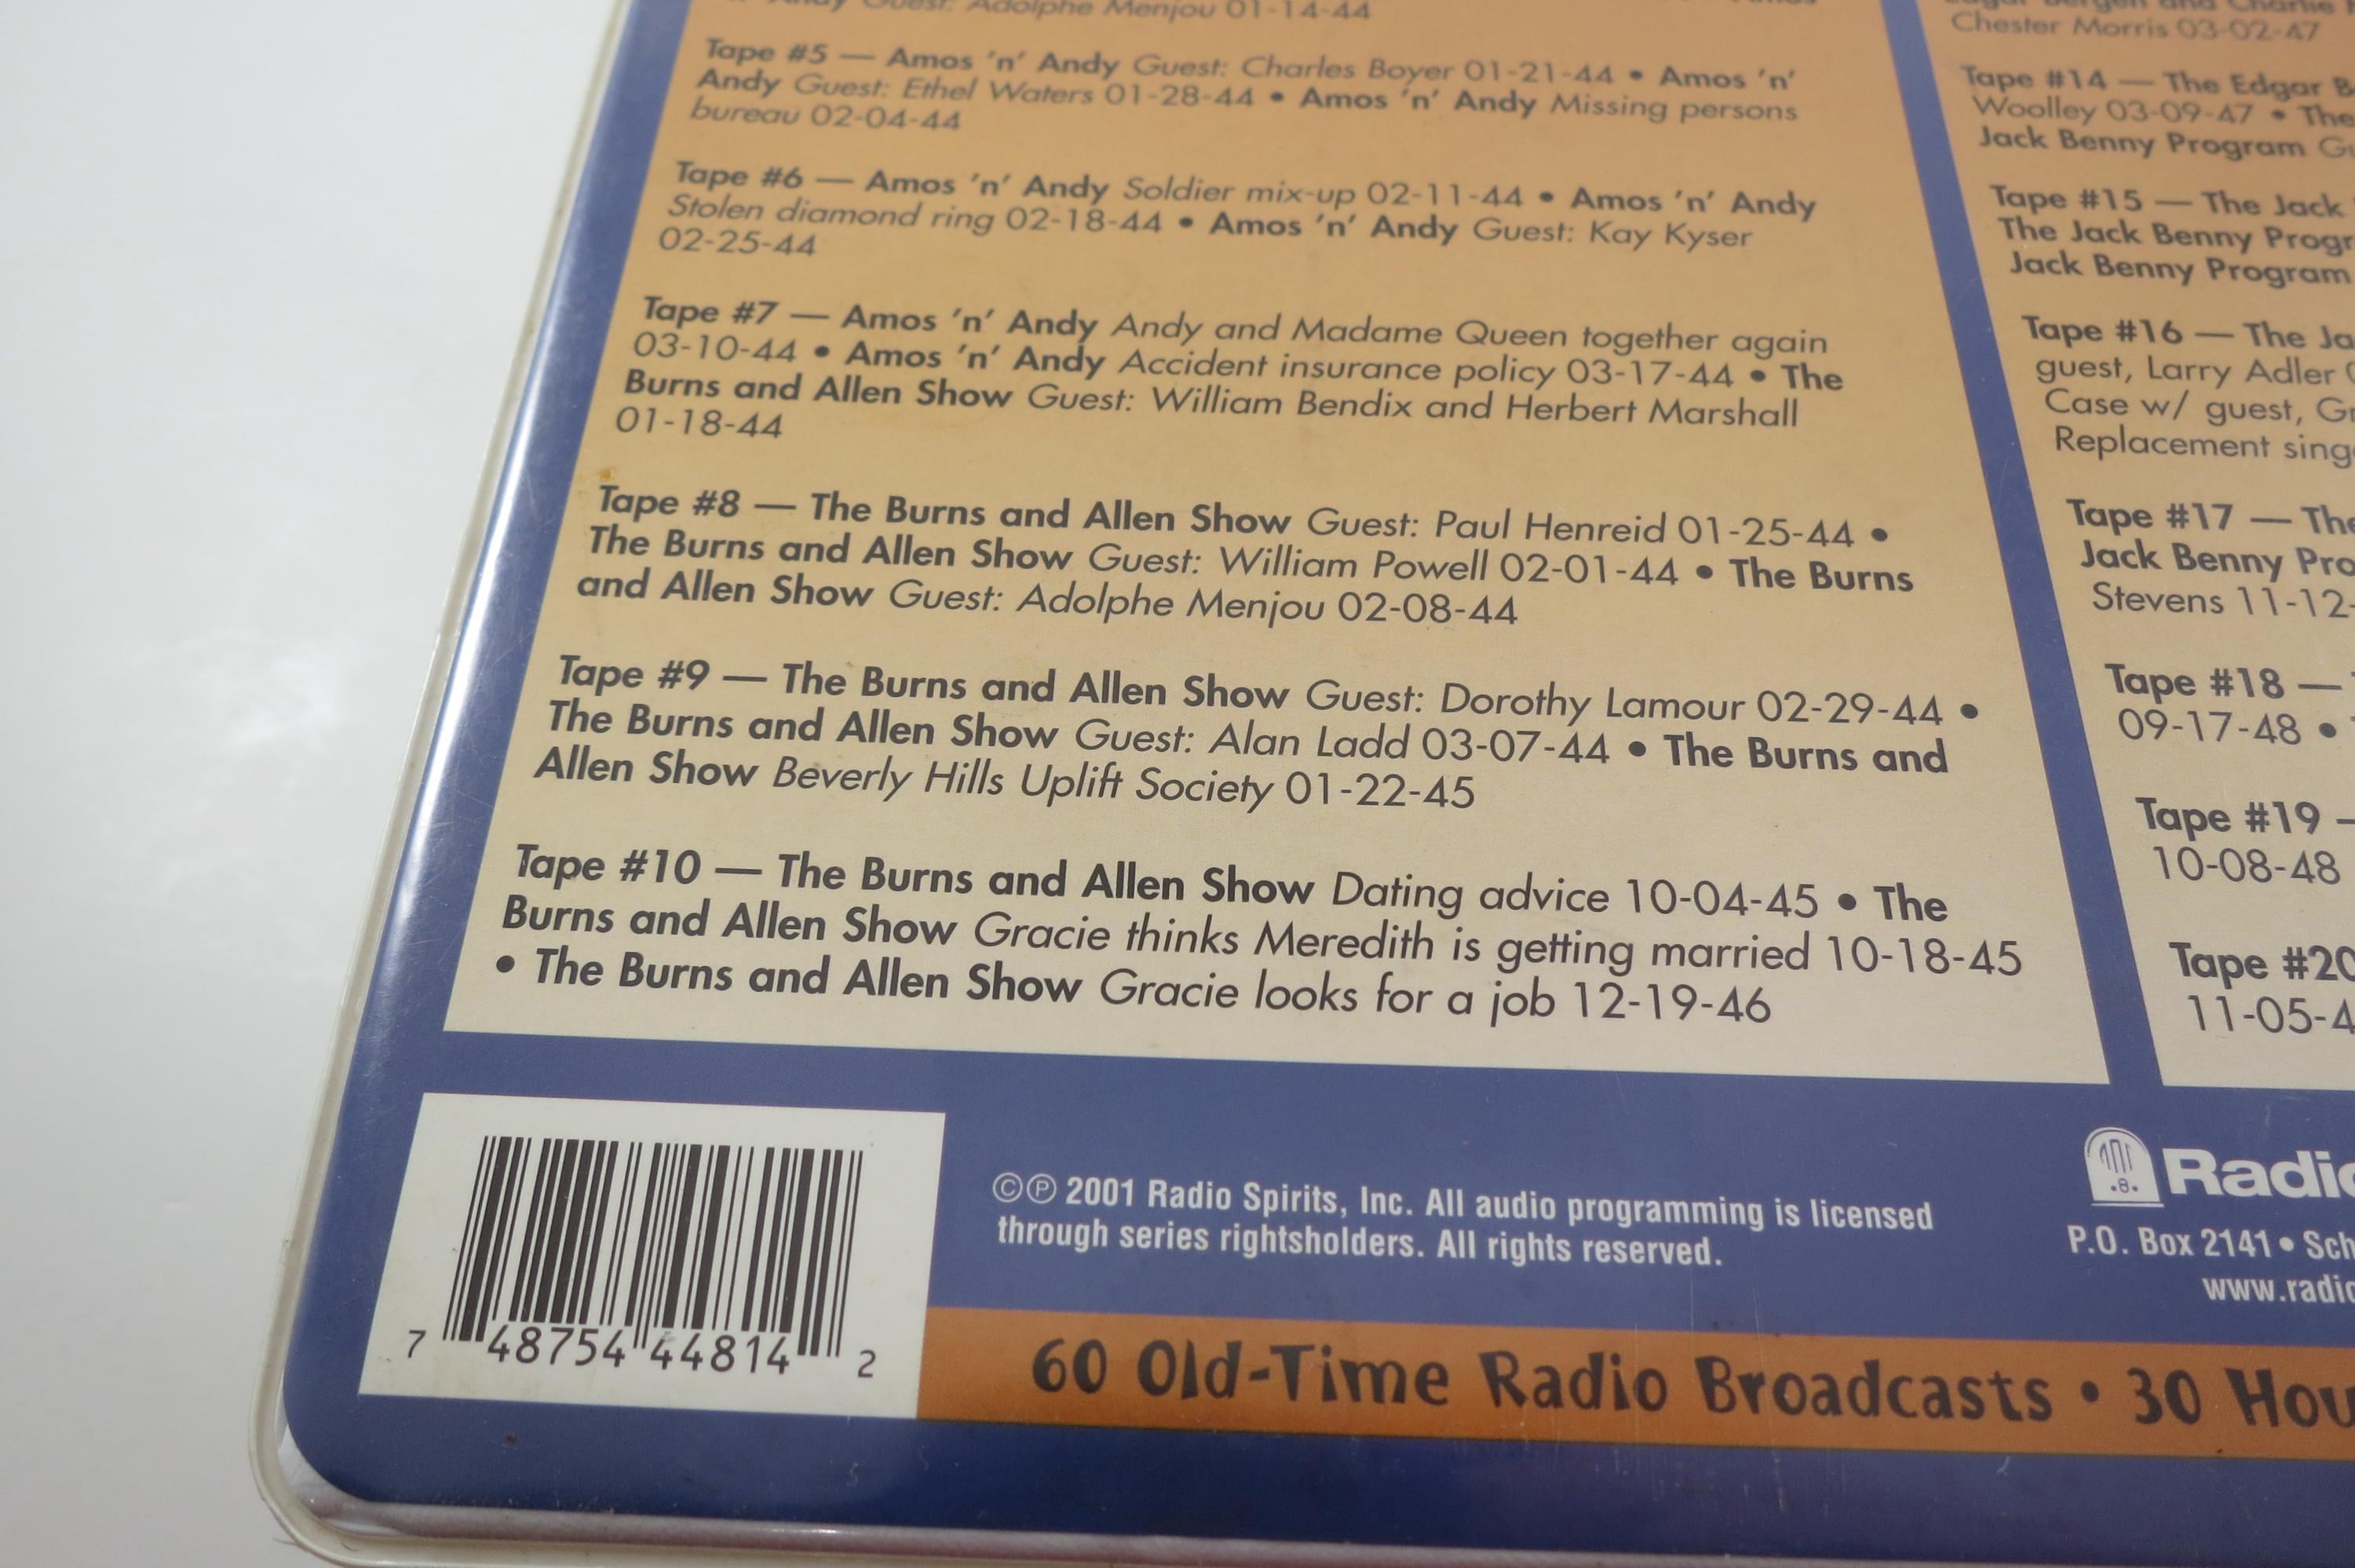 Andy Guest: Adolphe Menjou 01-14-44
Tape #5 — Amos 'n' Andy Guest: Charles Boyer 01-21-44 • Amos 'n'
Andy Guest: Ethel Waters 01-28-44 • Amos 'n' Andy Missing persons
bureau 02-04-44
Tape #6 — Amos 'n' Andy Soldier mix-up 02-11-44 • Amos 'n' Andy
Stolen diamond ring 02-18-44 • Amos 'n' Andy Guest: Kay Kyser
02-25-44
Tape #7 — Amos 'n' Andy Andy and Madame Queen together again
03-10-44 • Amos 'n' Andy Accident insurance policy 03-17-44 • The
Burns and Allen Show Guest: William Bendix and Herbert Marshall
01-18-44
Tape #8 — The Burns and Allen Show Guest: Paul Henreid 01-25-44 •
The Burns and Allen Show Guest: William Powell 02-01-44 • The Burns
and Allen Show Guest: Adolphe Menjou 02-08-44
Tape #9 — The Burns and Allen Show Guest: Dorothy Lamour 02-29-44 •
The Burns and Allen Show Guest: Alan Ladd 03-07-44 • The Burns and
Allen Show Beverly Hills Uplift Society 01-22-45
Tape #10 — The Burns and Allen Show Dating advice 10-04-45 • The
Burns and Allen Show Gracie thinks Meredith is getting married 10-18-45
• The Burns and Allen Show Gracie looks for a job 12-19-46
Edgar Bergen and Charlie
Chester Morris 03-02-47
Tape #14 — The Edgar
Woolley 03-09-47 • The
Jack Benny Program
Tape #15 — The Jack
The Jack Benny
Jack Benny Program
Tape #16 — The
guest, Larry Adler
Case w/ guest,
Replacement
Tape #17 —
Jack Benny
Stevens 11-12-
Tape #18 —
09-17-48 •
Tape #19 —
10-08-48
Tape #20
11-05-4
7 48754 44814 2
©℗ 2001 Radio Spirits, Inc. All audio programming is licensed
through series rightsholders. All rights reserved.
Radio
P.O. Box 2141 • Sch
www.radio
60 Old-Time Radio Broadcasts • 30 Hou